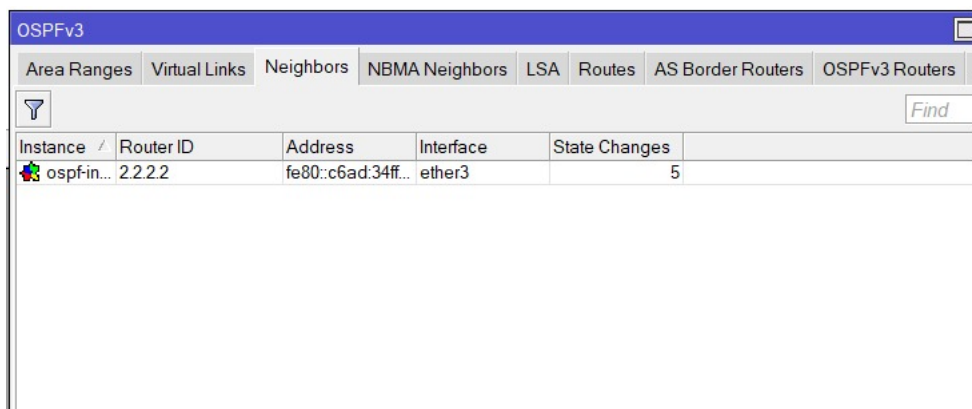 OSPFv3
Area Ranges Virtual Links Neighbors NBMA Neighbors LSA Routes AS Border Routers OSPFv3 Routers
Find
Instance Router ID Address Interface State Changes
ospf-in... 2.2.2.2 fe80::c6ad:34ff... ether3 5